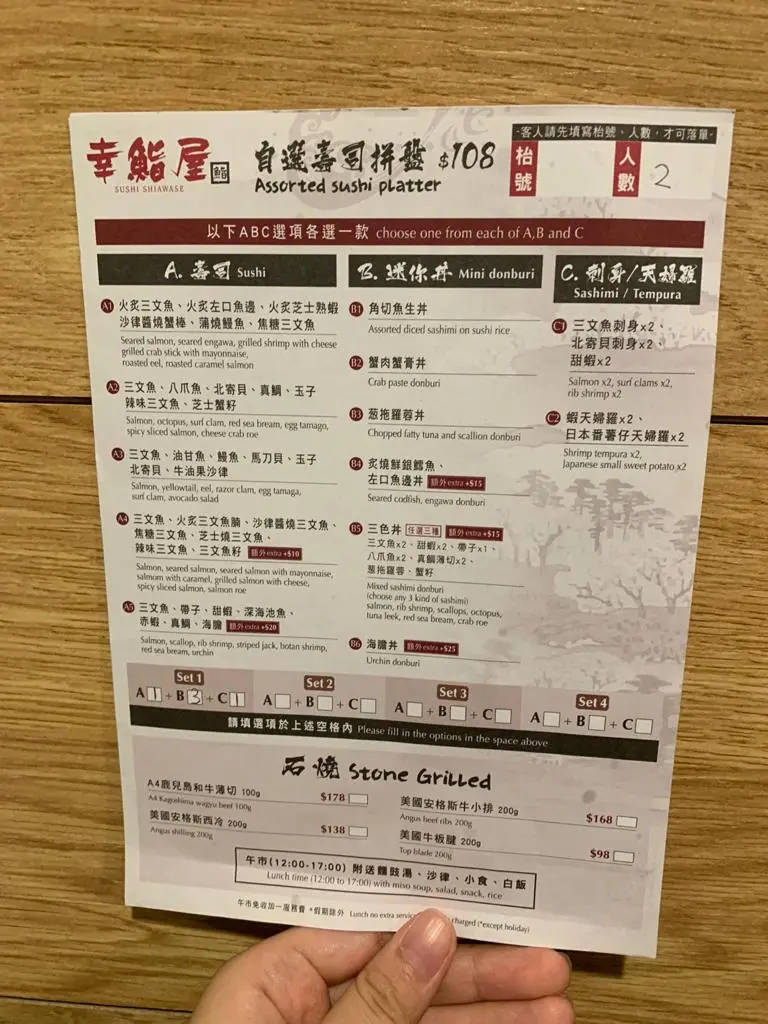 幸鮨屋
SUSHI SHIAWASE
鮨
自選壽司拼盤 $108
Assorted sushi platter
-客人請先填寫枱號、人數,才可落單-
枱號
人數
2
以下ABC選項各選一款 choose one from each of A,B and C
A. 壽司 Sushi
A1 火炙三文魚、火炙左口魚邊、火炙芝士熟蝦
沙律醬燒蟹棒、蒲燒鰻魚、焦糖三文魚
Seared salmon, seared engawa, grilled shrimp with cheese
grilled crab stick with mayonnaise,
roasted eel, roasted caramel salmon
A2 三文魚、八爪魚、北寄貝、真鯛、玉子
辣味三文魚、芝士蟹籽
Salmon, octopus, surf clam, red sea bream, egg tamago,
spicy sliced salmon, cheese crab roe
A3 三文魚、油甘魚、鰻魚、馬刀貝、玉子
北寄貝、牛油果沙律
Salmon, yellowtail, eel, razor clam, egg tamaga,
surf clam, avocado salad
A4 三文魚、火炙三文魚腩、沙律醬燒三文魚、
焦糖三文魚、芝士燒三文魚、
辣味三文魚、三文魚籽 額外extra +$10
Salmon, seared salmon, seared salmon with mayonnaise,
salmom with caramel, grilled salmon with cheese,
spicy sliced salmon, salmon roe
A5 三文魚、帶子、甜蝦、深海池魚、
赤蝦、真鯛、海膽 額外extra +$20
Salmon, scallop, rib shrimp, striped jack, botan shrimp,
red sea bream, urchin
B. 迷你丼 Mini donburi
B1 角切魚生丼
Assorted diced sashimi on sushi rice
B2 蟹肉蟹膏丼
Crab paste donburi
B3 葱拖羅蓉丼
Chopped fatty tuna and scallion donburi
B4 炙燒鮮銀鱈魚、
左口魚邊丼 額外extra +$15
Seared codfish, engawa donburi
B5 三色丼 任選三種 額外extra +$15
三文魚x2、甜蝦x2、帶子x1、
八爪魚x2、真鯛薄切x2、
葱拖羅蓉、蟹籽
Mixed sashimi donburi
(choose any 3 kind of sashimi)
salmon, rib shrimp, scallops, octopus,
tuna leek, red sea bream, crab roe
B6 海膽丼 額外extra +$25
Urchin donburi
C. 刺身/天婦羅
Sashimi / Tempura
C1 三文魚刺身x2、
北寄貝刺身x2、
甜蝦x2
Salmon x2, surf clams x2,
rib shrimp x2
C2 蝦天婦羅x2、
日本番薯仔天婦羅x2
Shrimp tempura x2,
Japanese small sweet potato x2
Set 1
A 1 + B 3 + C 1
Set 2
A + B + C
Set 3
A + B + C
Set 4
A + B + C
請填選項於上述空格內 Please fill in the options in the space above
石燒 Stone Grilled
A4鹿兒島和牛薄切 100g $178
A4 Kagoshima wagyu beef 100g
美國安格斯西冷 200g $138
Angus shilling 200g
美國安格斯牛小排 200g $168
Angus beef ribs 200g
美國牛板腱 200g $98
Top blade 200g
午市(12:00-17:00) 附送麵豉湯、沙律、小食、白飯
Lunch time (12:00 to 17:00) with miso soup, salad, snack, rice
午市免收加一服務費 *假期除外 Lunch no extra servic charged (*except holiday)